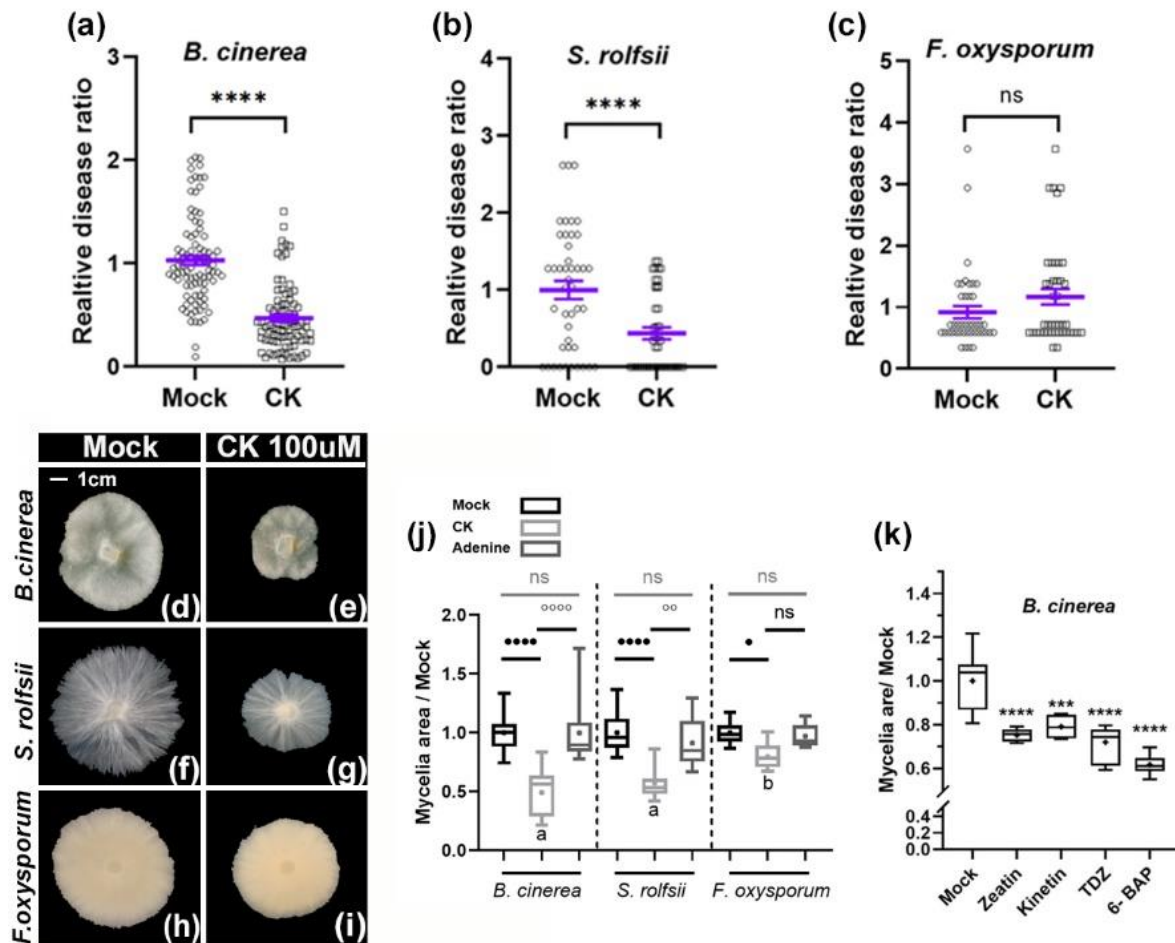 (a)
B. cinerea
****
Realtive disease ratio
3
2
1
0
Mock CK
(b)
S. rolfsii
****
Realtive disease ratio
4
3
2
1
0
Mock CK
(c)
F. oxysporum
ns
Realtive disease ratio
5
4
3
2
1
0
Mock CK
Mock CK 100uM
B.cinerea
1cm
(d) (e)
S. rolfsii
(f) (g)
F.oxysporum
(h) (i)
(j)
Mock
CK
Adenine
ns ns ns
°°°° °° ns
•••• •••• •
Mycelia area / Mock
2.0
1.5
1.0
0.5
0.0
a a b
B. cinerea S. rolfsii F. oxysporum
(k)
B. cinerea
Mycelia are/ Mock
1.4
1.2
1.0
0.8
0.6
0.4
0.2
0.0
**** *** **** ****
Mock Zeatin Kinetin TDZ 6- BAP